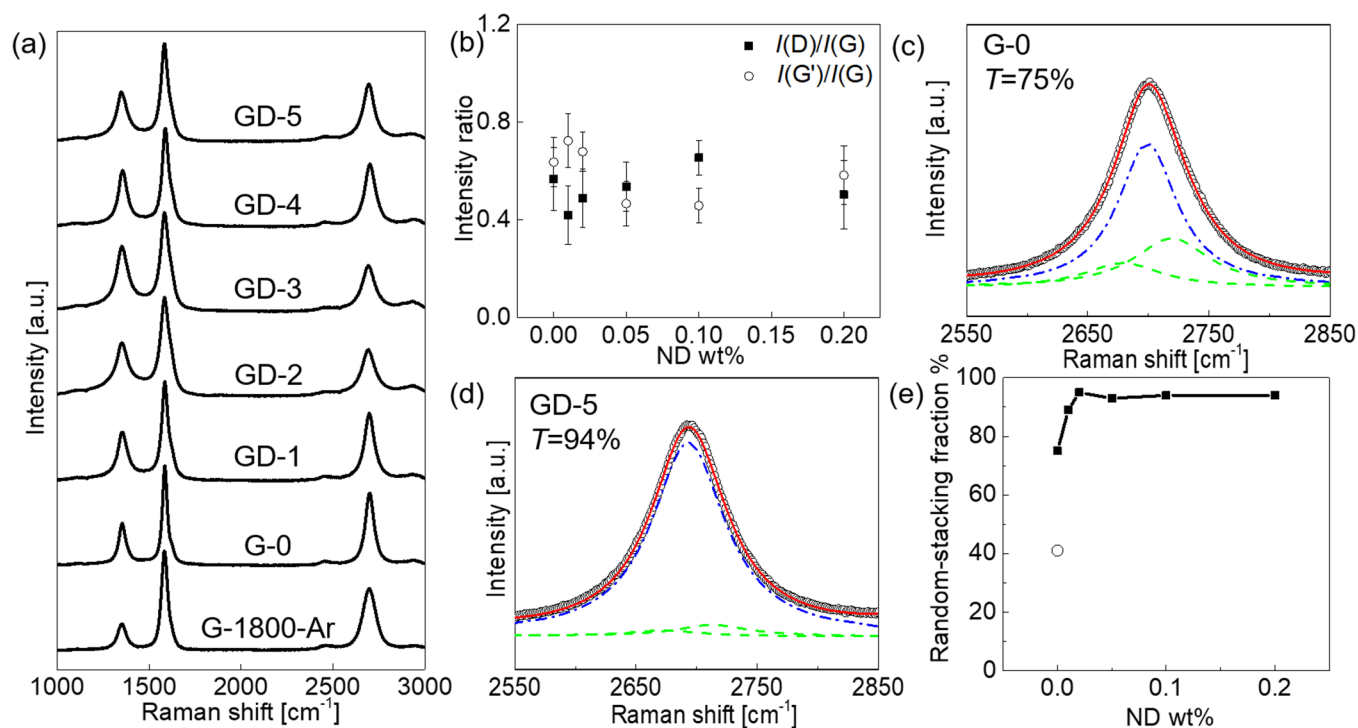 (a)
Intensity [a.u.]
GD-5
GD-4
GD-3
GD-2
GD-1
G-0
G-1800-Ar
1000 1500 2000 2500 3000
Raman shift [cm⁻¹]
(b)
Intensity ratio
1.2
0.8
0.4
0.0
I(D)/I(G)
I(G')/I(G)
0.00 0.05 0.10 0.15 0.20
ND wt%
(c)
G-0
T=75%
Intensity [a.u.]
2550 2650 2750 2850
Raman shift [cm⁻¹]
(d)
GD-5
T=94%
Intensity [a.u.]
2550 2650 2750 2850
Raman shift [cm⁻¹]
(e)
Random-stacking fraction %
100
80
60
40
20
0
0.0 0.1 0.2
ND wt%